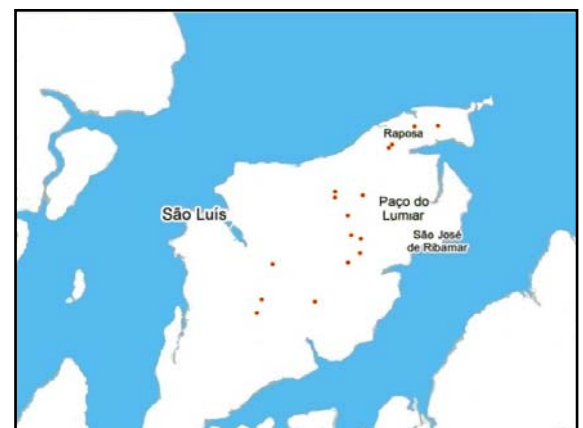 Raposa
Paço do
Lumiar
São Luís
São José
de Ribamar